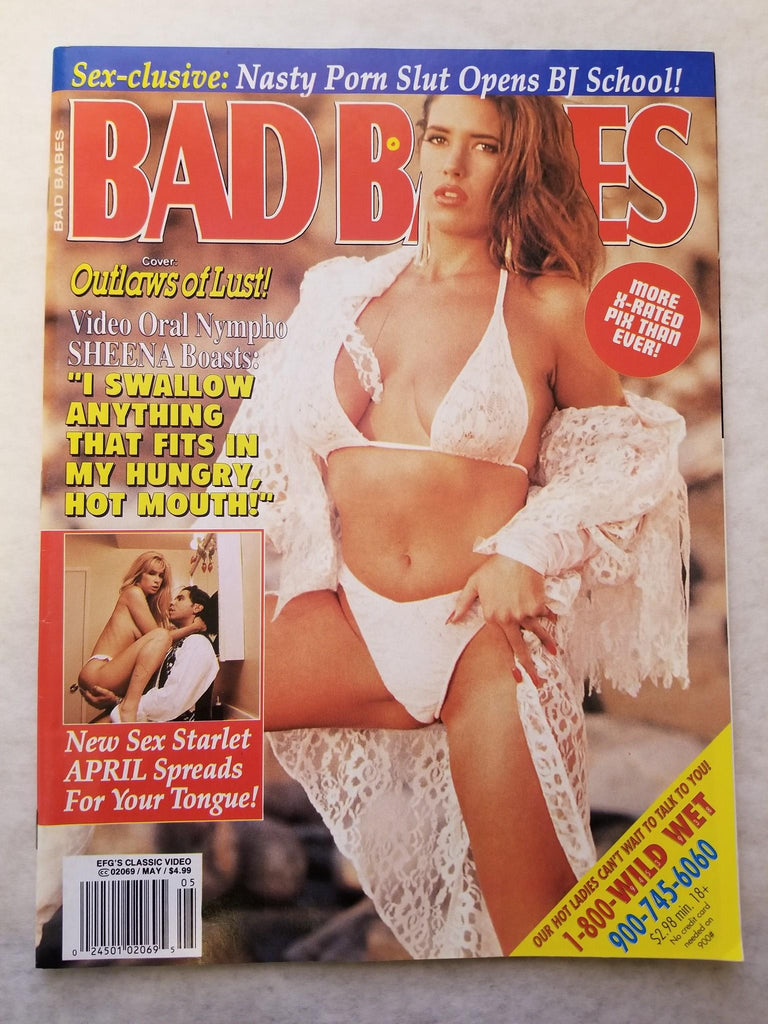 Sex-clusive: Nasty Porn Slut Opens BJ School!
BAD BABES
BAD B ES
Cover:
Outlaws of Lust!
Video Oral Nympho
SHEENA Boasts:
"I SWALLOW
ANYTHING
THAT FITS IN
MY HUNGRY,
HOT MOUTH!"
MORE
X-RATED
PIX THAN
EVER!
New Sex Starlet
APRIL Spreads
For Your Tongue!
OUR HOT LADIES CAN'T WAIT TO TALK TO YOU!
1-800-WILD WET
900-745-6060
$2.98 min. 18+
No credit card
needed on
900#
EFG'S CLASSIC VIDEO
CC 02069 / MAY / $4.99
05
0 24501 02069 5